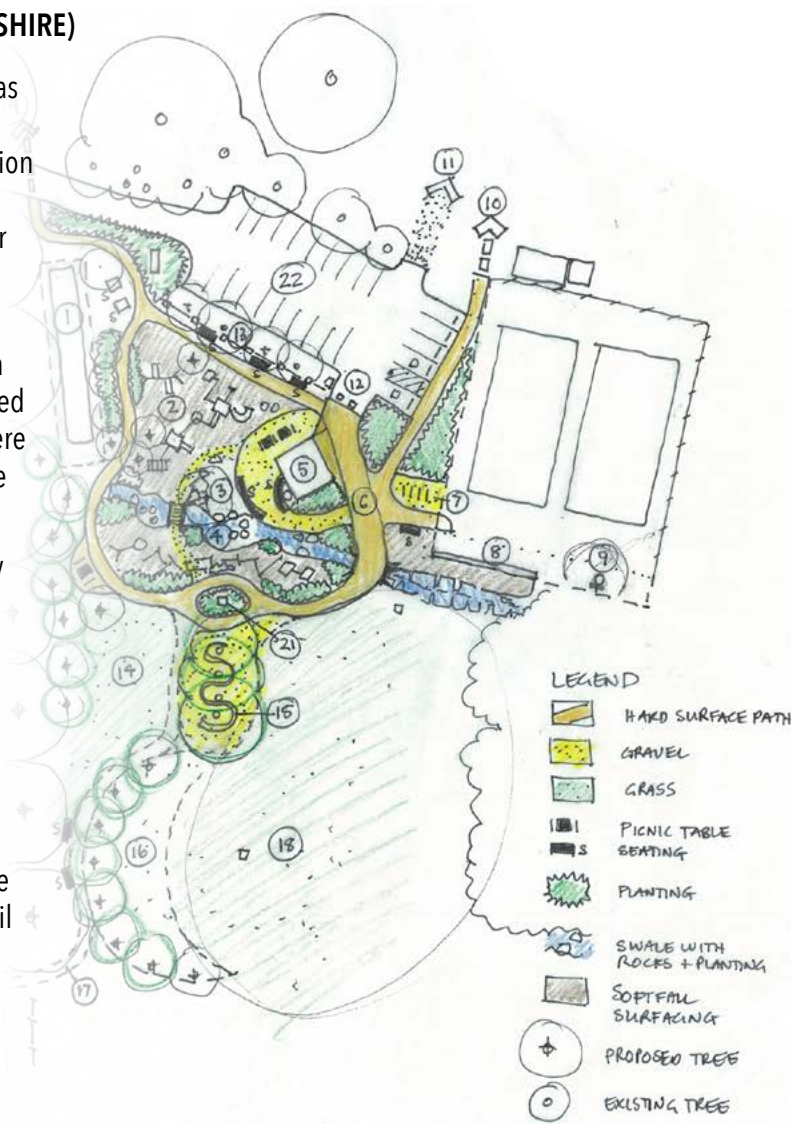 SHIRE)
as
ion
r
n
ed
ere
e
y
e
il
11
10
22
1
13
12
2
5
3
6
7
4
8
9
21
14
15
16
18
17
S
S
S
S
S
S
S
LEGEND
HARD SURFACE PATH
GRAVEL
GRASS
PICNIC TABLE
S SEATING
PLANTING
SWALE WITH
ROCKS + PLANTING
SOFTFALL
SURFACING
PROPOSED TREE
EXISTING TREE